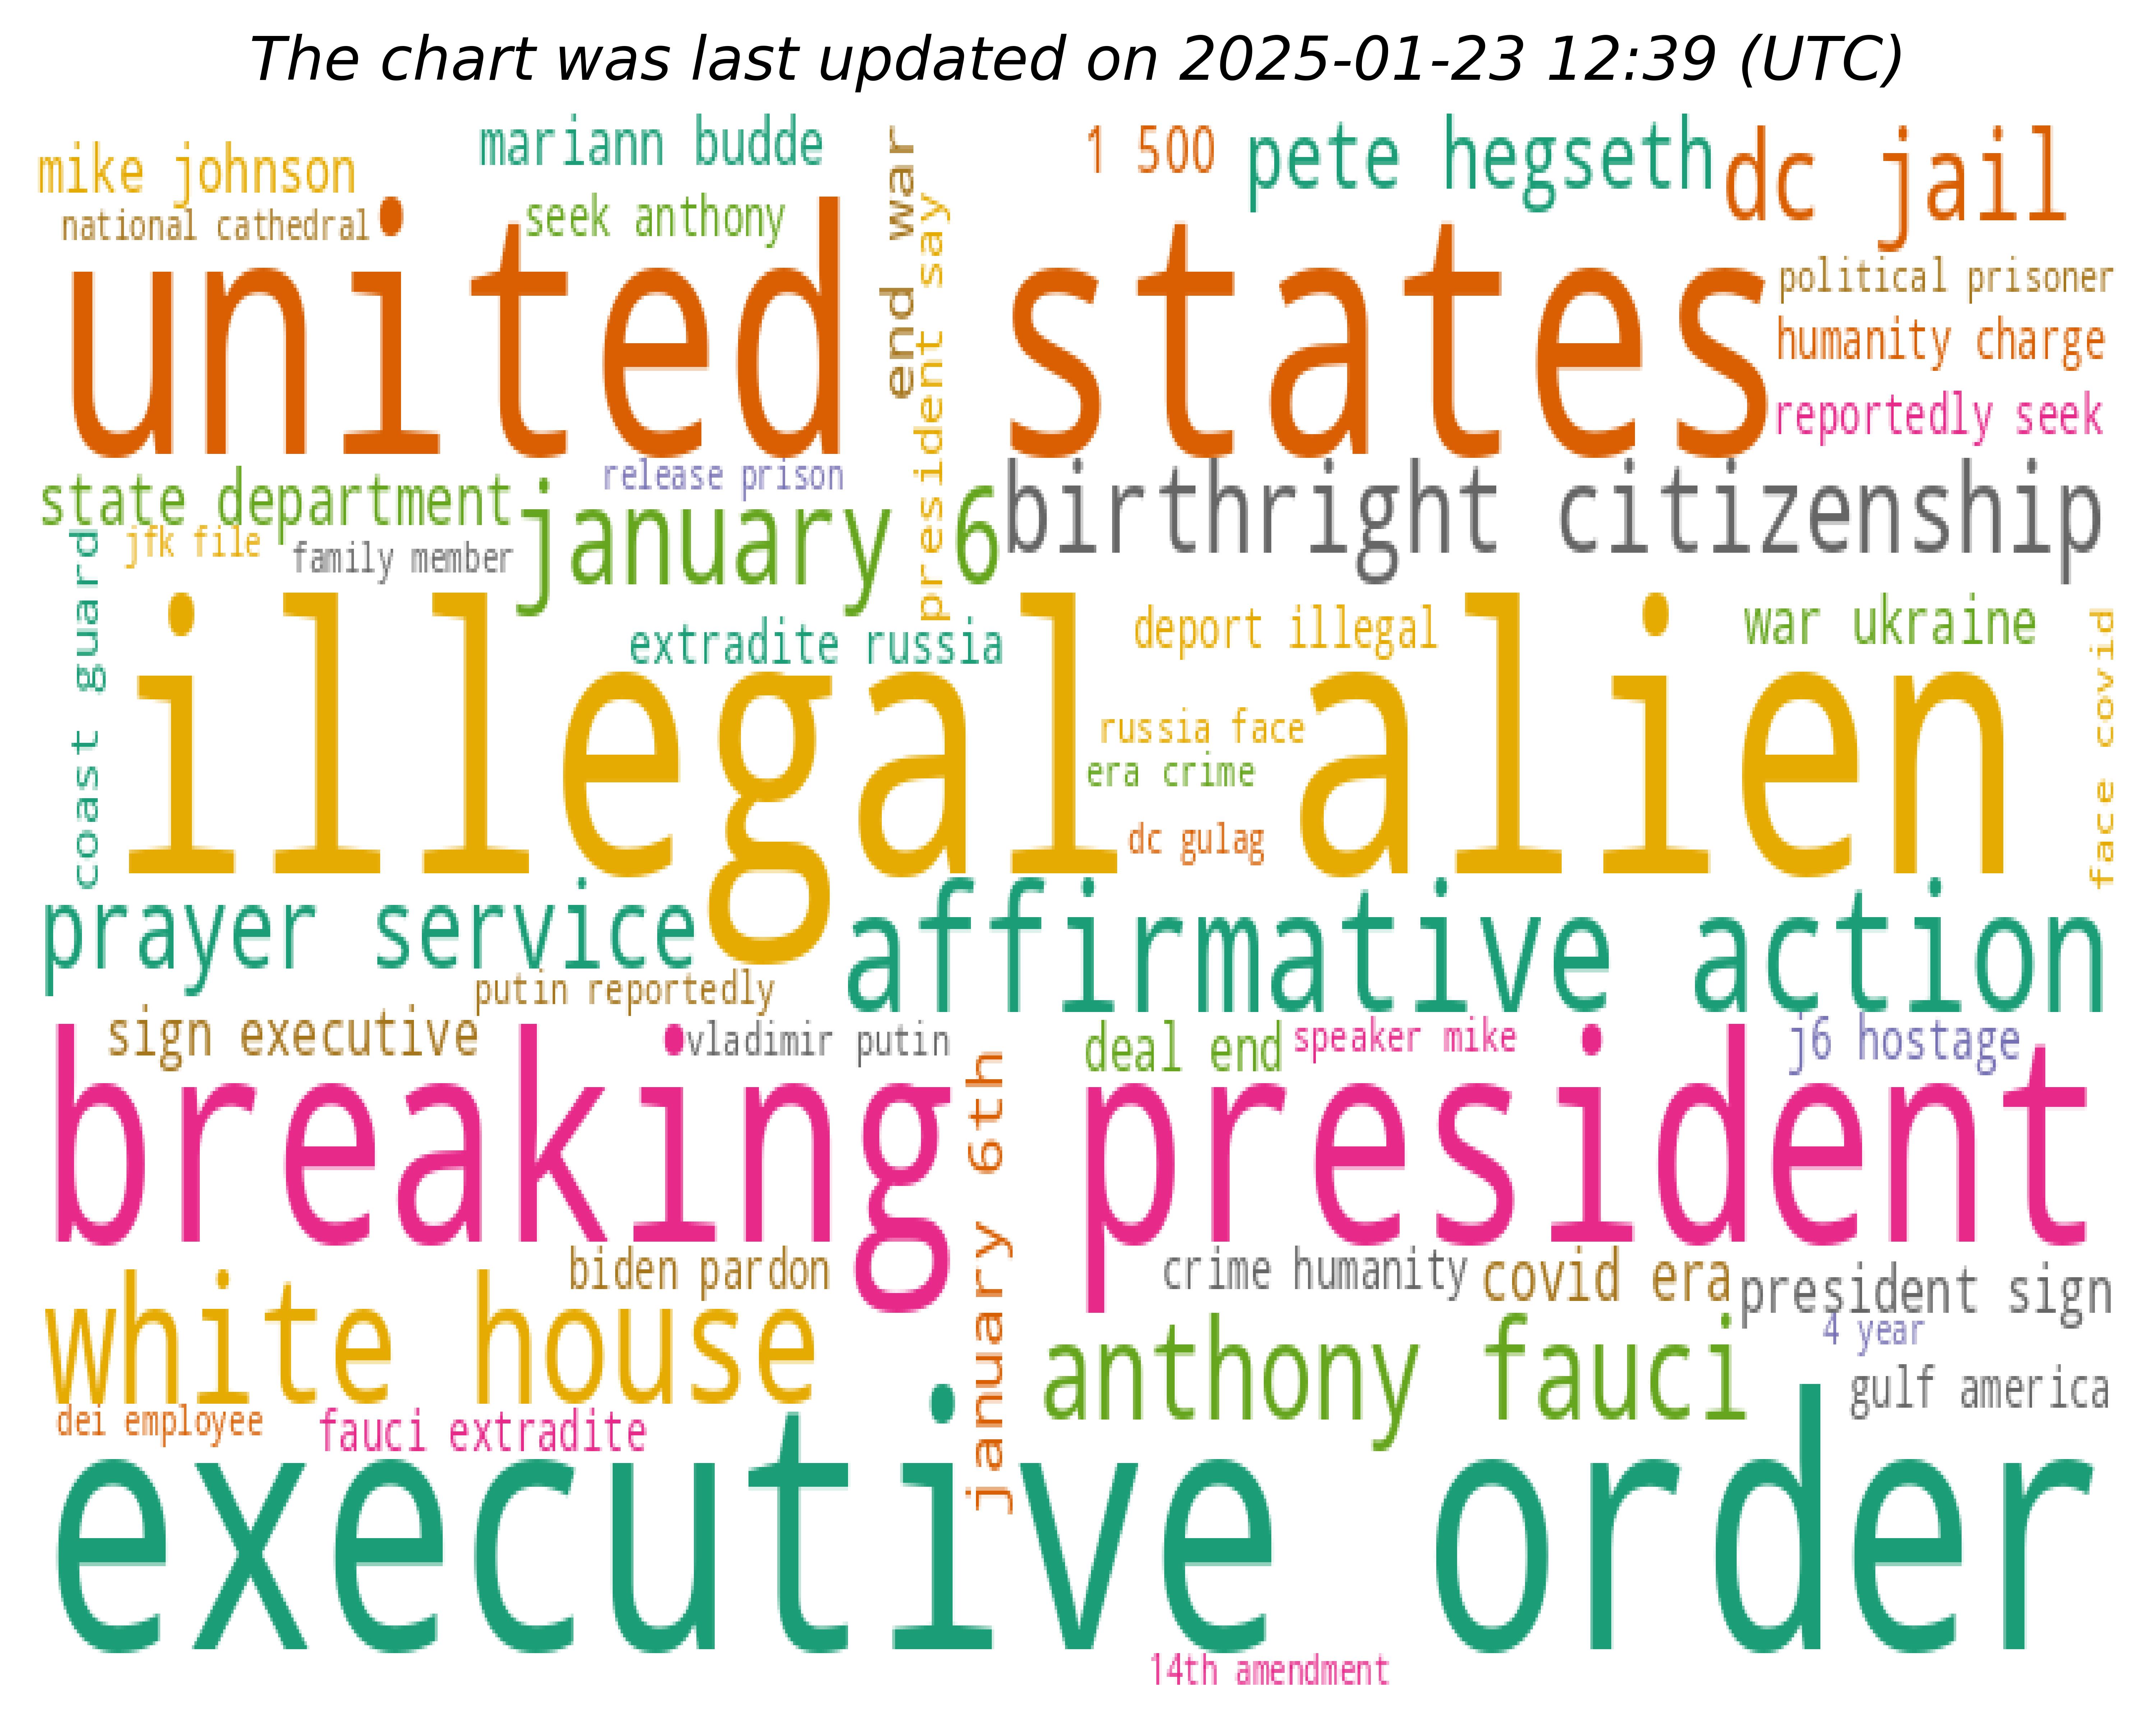 The chart was last updated on 2025-01-23 12:39 (UTC)
mike johnson
mariann budde
1 500
pete hegseth
dc jail
national cathedral
seek anthony
end war
president say
united states
political prisoner
humanity charge
reportedly seek
state department
release prison
january 6
birthright citizenship
jfk file
family member
coast guard
extradite russia
deport illegal
war ukraine
face covid
illegal alien
russia face
era crime
dc gulag
prayer service
affirmative action
putin reportedly
sign executive
vladimir putin
deal end
speaker mike
j6 hostage
breaking president
january 6th
biden pardon
crime humanity
covid era
president sign
white house
anthony fauci
4 year
gulf america
dei employee
fauci extradite
executive order
14th amendment